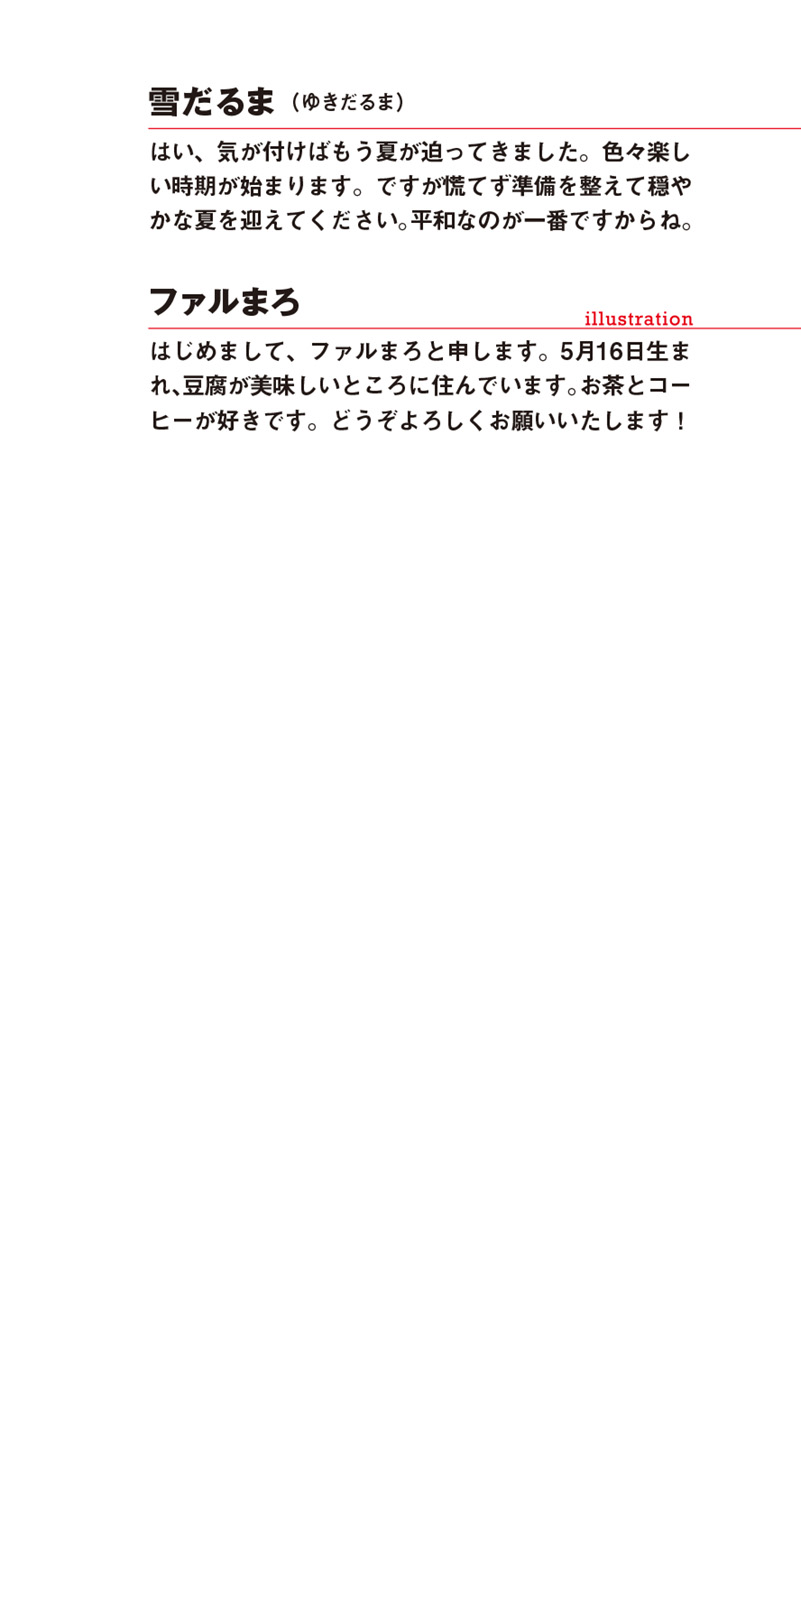 雪だるま（ゆきだるま）
はい、気が付けばもう夏が迫ってきました。色々楽し
い時期が始まります。ですが慌てず準備を整えて穏や
かな夏を迎えてください。平和なのが一番ですからね。
ファルまろ
illustration
はじめまして、ファルまろと申します。5月16日生ま
れ、豆腐が美味しいところに住んでいます。お茶とコー
ヒーが好きです。どうぞよろしくお願いいたします！